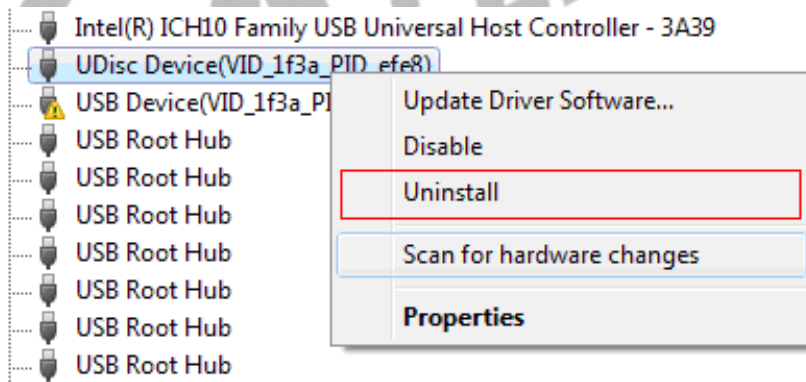 Intel(R) ICH10 Family USB Universal Host Controller - 3A39
UDisc Device(VID_1f3a_PID_efe8)
USB Device(VID_1f3a_PI
USB Root Hub
USB Root Hub
USB Root Hub
USB Root Hub
USB Root Hub
USB Root Hub
USB Root Hub
Update Driver Software...
Disable
Uninstall
Scan for hardware changes
Properties